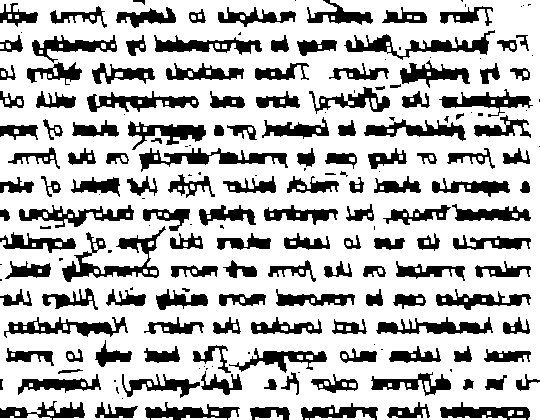 There exist several methods to design forms with
For instance, fields may be surrounded by bounding bo
or by guiding rulers. These methods specify where to
minimize the effect of skew and overlapping with oth
These guides can be located on a separate sheet of pape
the form or they can be printed directly on the form.
a separate sheet is much better from the point of view
scanned image, but requires giving more instructions a
restricts its use to tasks where this type of acquisiti
rulers printed on the form are more commonly used
rectangles can be removed more easily with filters tha
the handwritten text touches the rulers. Nevertheless,
must be taken into account: The best way to print
is in a different color (i.e. light yellow); however,
expensive than printing gray rectangles with black-and